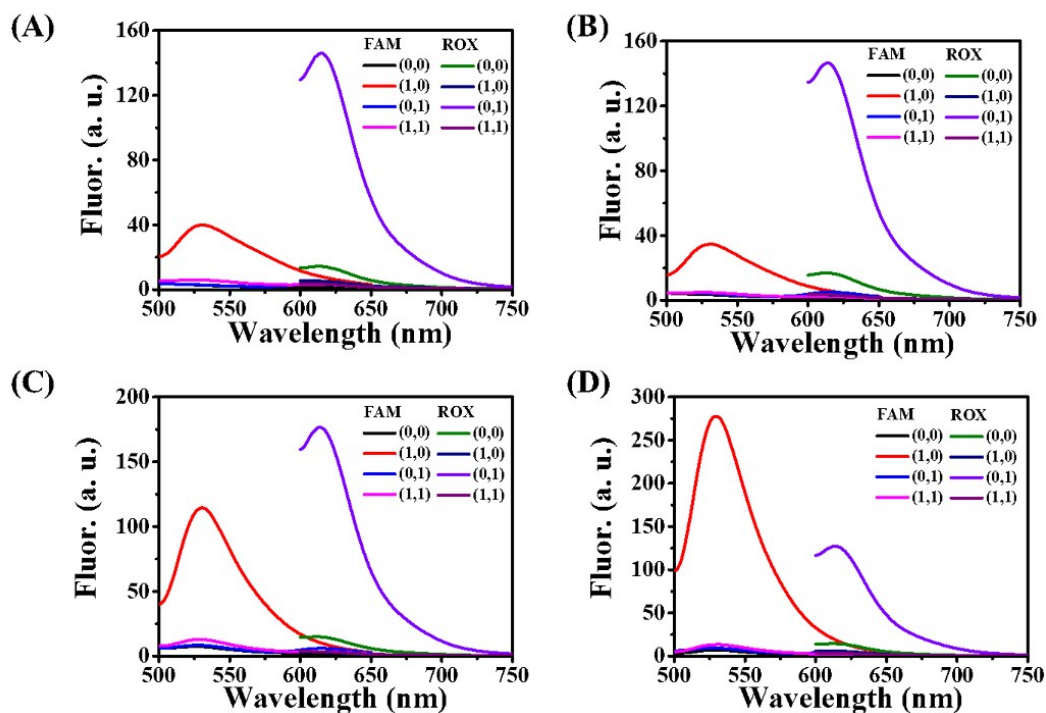 (A)
Fluor. (a. u.)
160
120
80
40
0
FAM ROX
(0,0) (0,0)
(1,0) (1,0)
(0,1) (0,1)
(1,1) (1,1)
500 550 600 650 700 750
Wavelength (nm)
(B)
Fluor. (a. u.)
160
120
80
40
0
FAM ROX
(0,0) (0,0)
(1,0) (1,0)
(0,1) (0,1)
(1,1) (1,1)
500 550 600 650 700 750
Wavelength (nm)
(C)
Fluor. (a. u.)
200
150
100
50
0
FAM ROX
(0,0) (0,0)
(1,0) (1,0)
(0,1) (0,1)
(1,1) (1,1)
500 550 600 650 700 750
Wavelength (nm)
(D)
Fluor. (a. u.)
300
250
200
150
100
50
0
FAM ROX
(0,0) (0,0)
(1,0) (1,0)
(0,1) (0,1)
(1,1) (1,1)
500 550 600 650 700 750
Wavelength (nm)